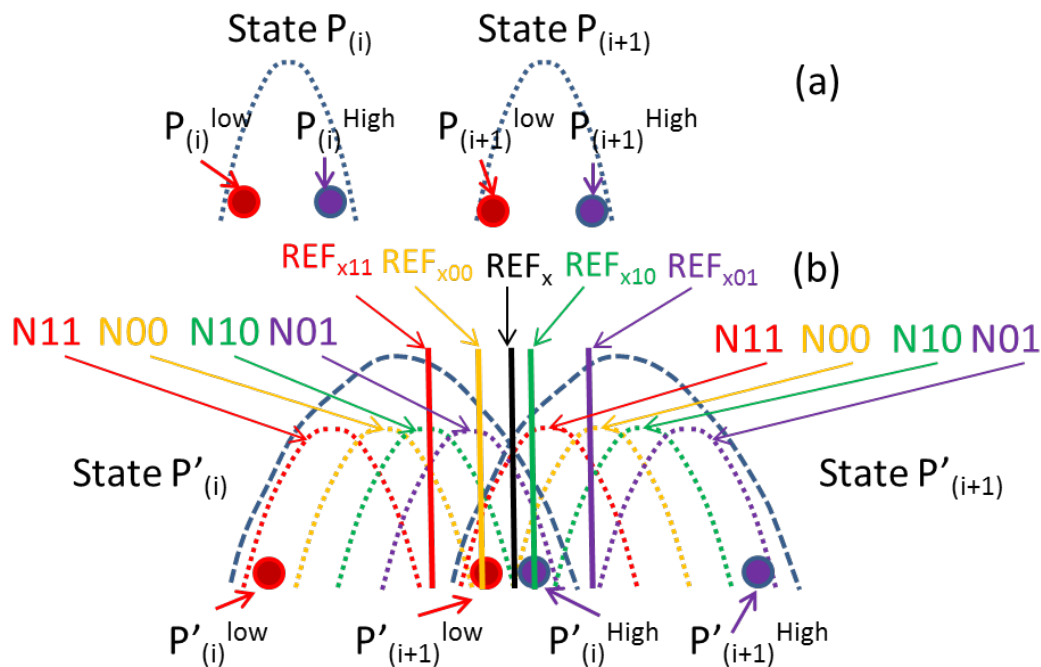 State P(i) State P(i+1)
(a)
P(i)low P(i)High P(i+1)low P(i+1)High
REFx11 REFx00 REFx REFx10 REFx01 (b)
N11 N00 N10 N01 N11 N00 N10 N01
State P’(i) State P’(i+1)
P’(i)low P’(i+1)low P’(i)High P’(i+1)High